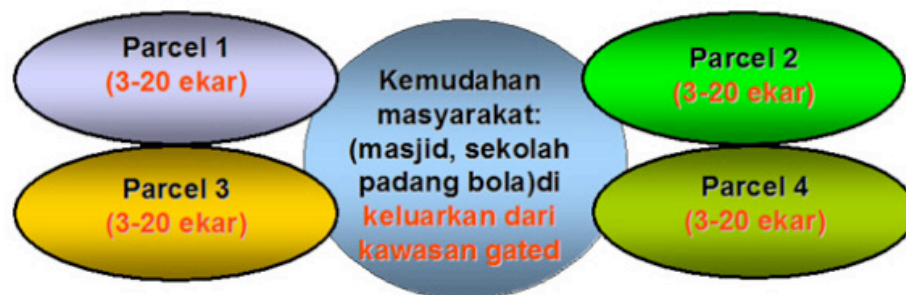 Parcel 1
(3-20 ekar)
Kemudahan
masyarakat:
(masjid, sekolah
padang bola)di
keluarkan dari
kawasan gated
Parcel 2
(3-20 ekar)
Parcel 3
(3-20 ekar)
Parcel 4
(3-20 ekar)